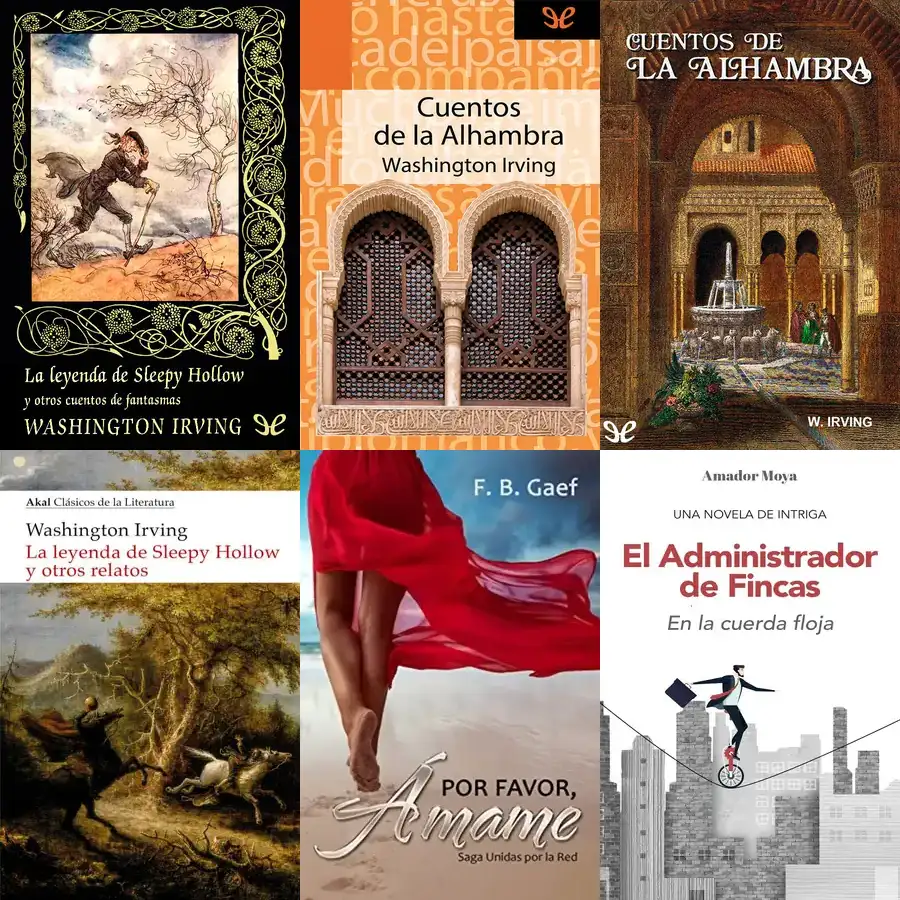 La leyenda de Sleepy Hollow
y otros cuentos de fantasmas
WASHINGTON IRVING
Cuentos
de la Alhambra
Washington Irving
CUENTOS DE
LA ALHAMBRA
W. IRVING
Akal Clásicos de la Literatura
Washington Irving
La leyenda de Sleepy Hollow
y otros relatos
F. B. Gaef
POR FAVOR,
Ámame
Saga Unidas por la Red
Amador Moya
UNA NOVELA DE INTRIGA
El Administrador
de Fincas
En la cuerda floja